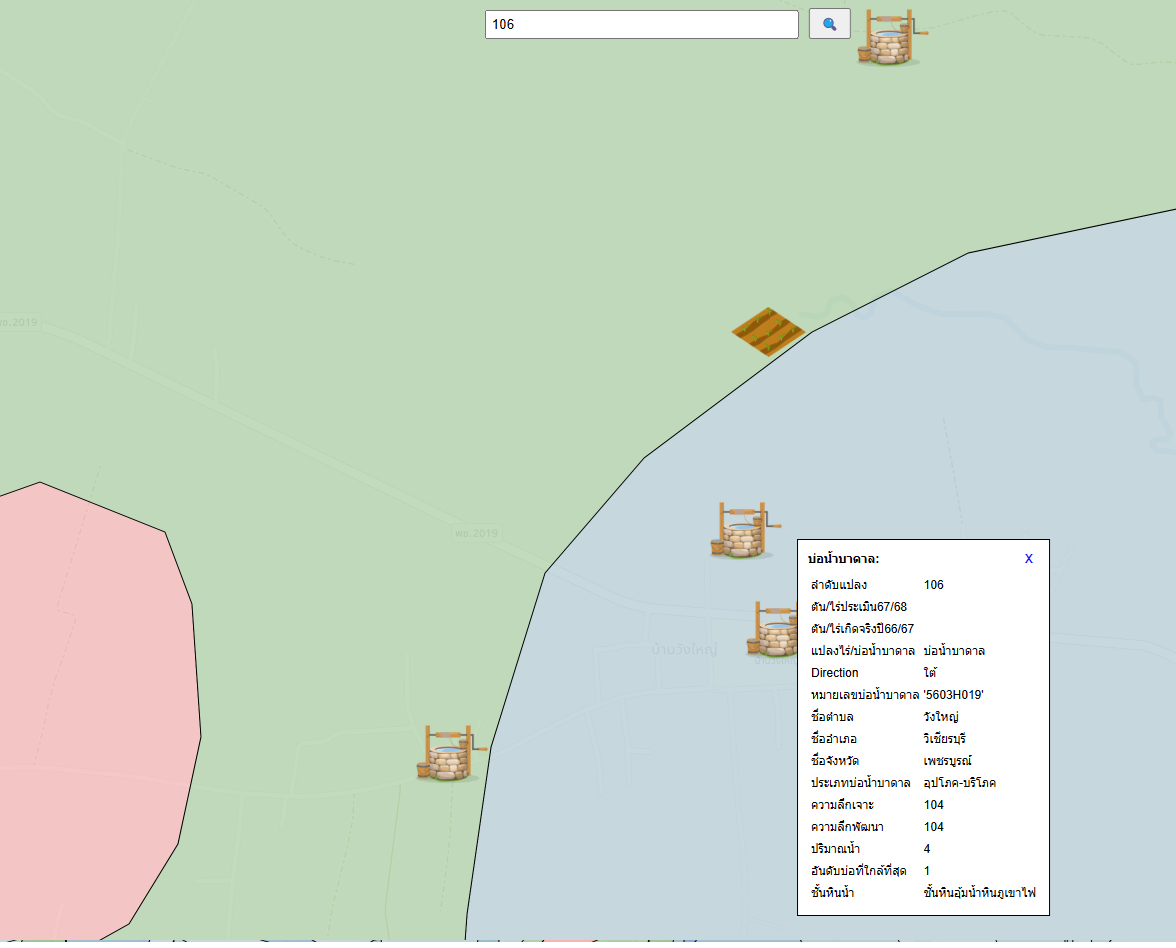 106
พช.2019
พช.2019
บ้านวังใหญ่
บ่อน้ำบาดาล: X
ลำดับแปลง 106
ตัน/ไร่ประเมิน67/68
ตัน/ไร่เกิดจริงปี66/67
แปลงไร่/บ่อน้ำบาดาล บ่อน้ำบาดาล
Direction ใต้
หมายเลขบ่อน้ำบาดาล '5603H019'
ชื่อตำบล วังใหญ่
ชื่ออำเภอ วิเชียรบุรี
ชื่อจังหวัด เพชรบูรณ์
ประเภทบ่อน้ำบาดาล อุปโภค-บริโภค
ความลึกเจาะ 104
ความลึกพัฒนา 104
ปริมาณน้ำ 4
อันดับบ่อที่ใกล้ที่สุด 1
ชั้นหินน้ำ ชั้นหินอุ้มน้ำหินภูเขาไฟ